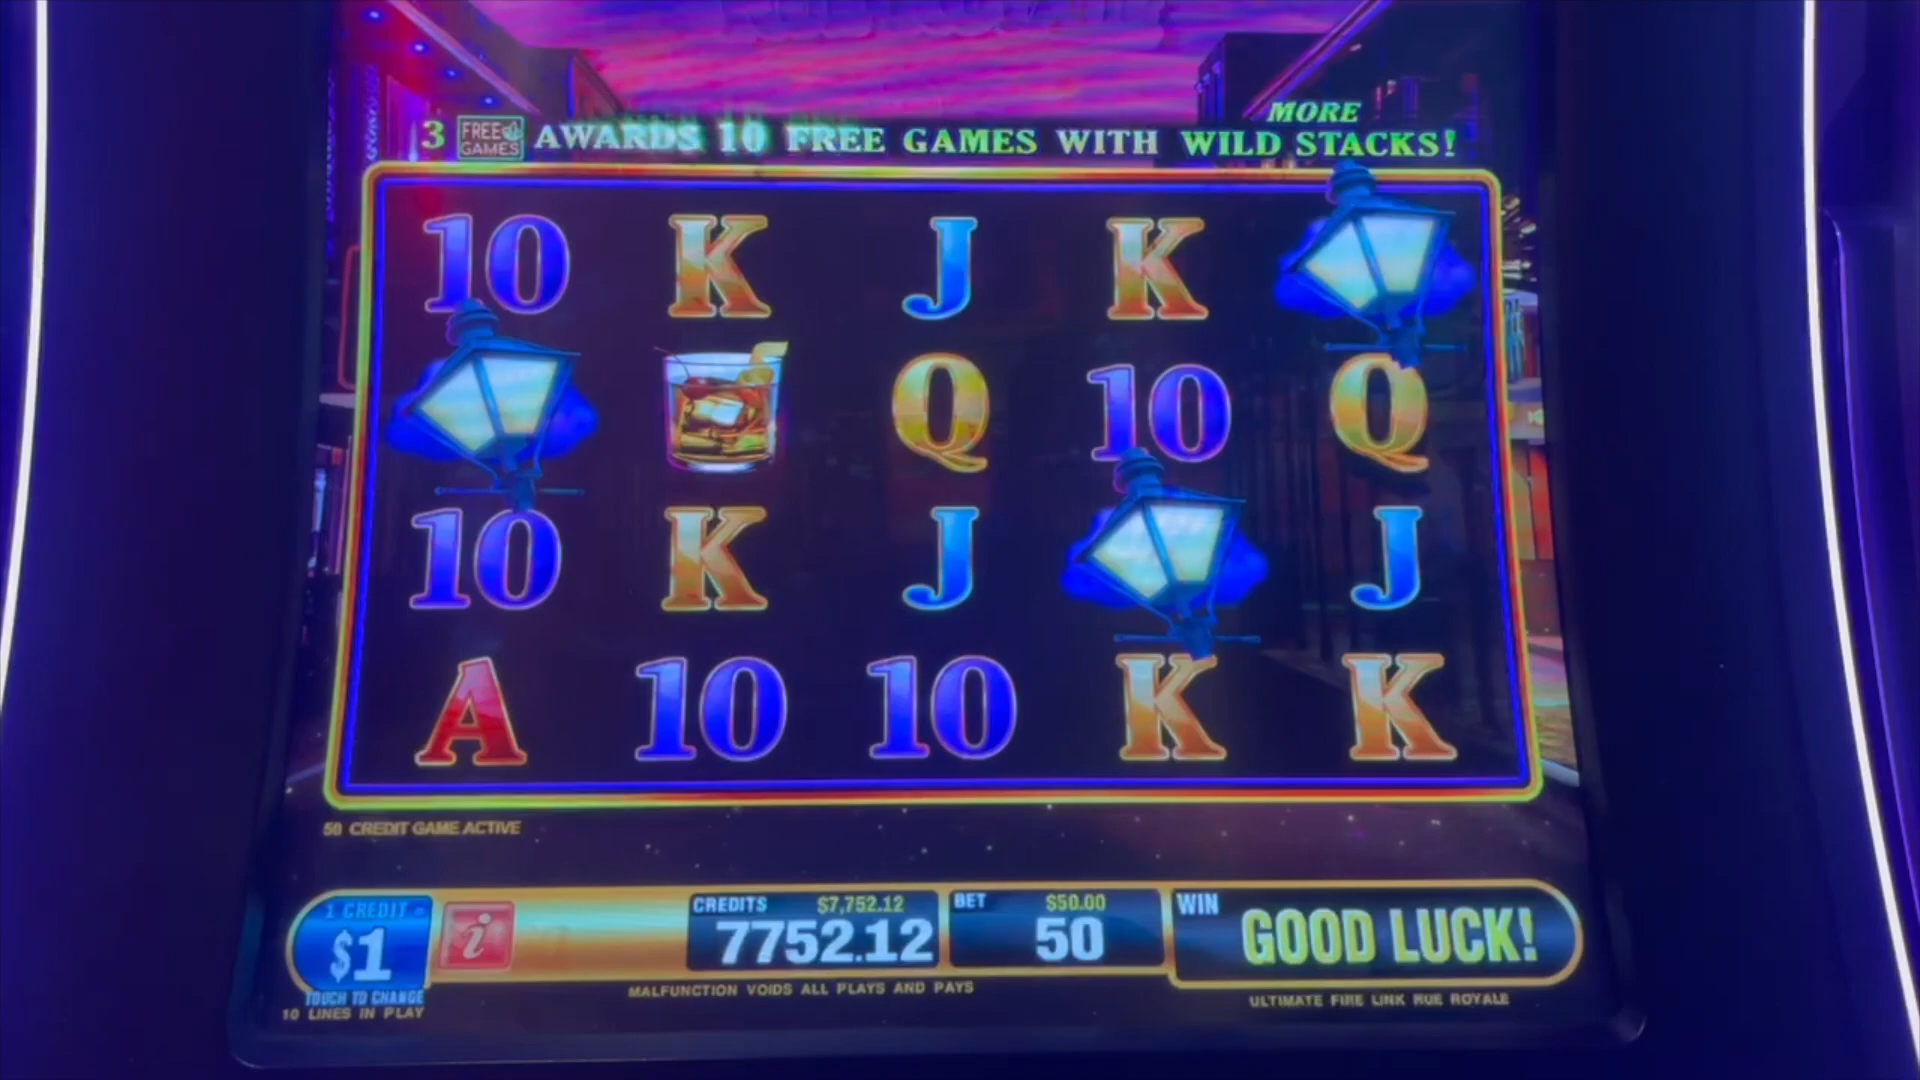 MORE
3 FREE GAMES AWARDS 10 FREE GAMES WITH WILD STACKS!
10 K J K
Q 10 Q
10 K J J
A 10 10 K K
50 CREDIT GAME ACTIVE
1 CREDIT =
$1
TOUCH TO CHANGE
10 LINES IN PLAY
i
CREDITS $7,752.12
7752.12
BET $50.00
50
WIN
GOOD LUCK!
MALFUNCTION VOIDS ALL PLAYS AND PAYS
ULTIMATE FIRE LINK RUE ROYALE